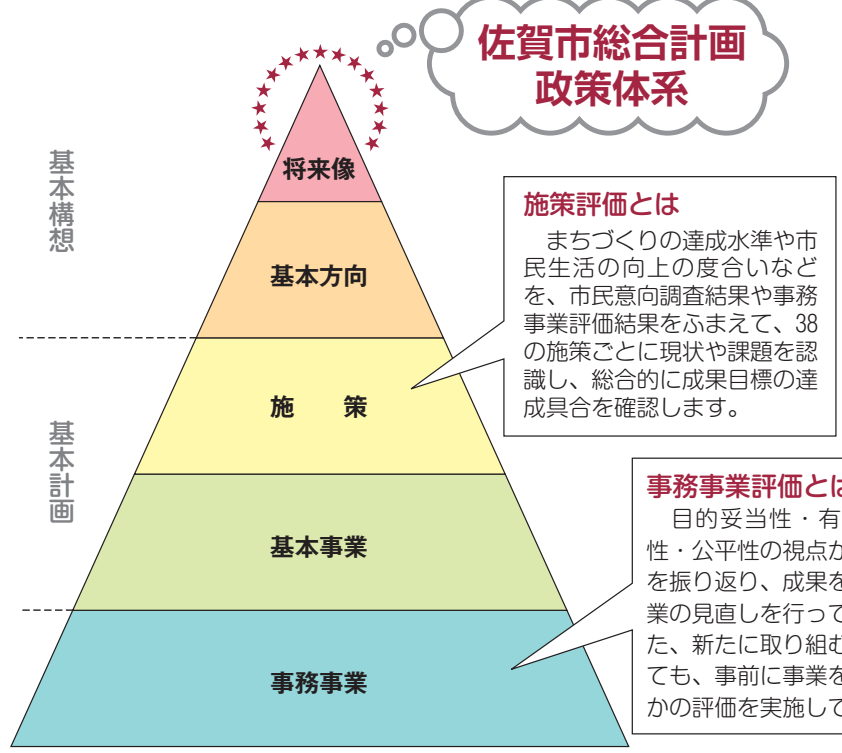 佐賀市総合計画
政策体系
基本構想
将来像
基本方向
施策評価とは
まちづくりの達成水準や市
民生活の向上の度合いなど
を、市民意向調査結果や事務
事業評価結果をふまえて、38
の施策ごとに現状や課題を認
識し、総合的に成果目標の達
成具合を確認します。
基本計画
施　　策
基本事業
事務事業
事務事業評価とは
目的妥当性・有
性・公平性の視点か
を振り返り、成果を
業の見直しを行って
た、新たに取り組む
ても、事前に事業を
かの評価を実施して